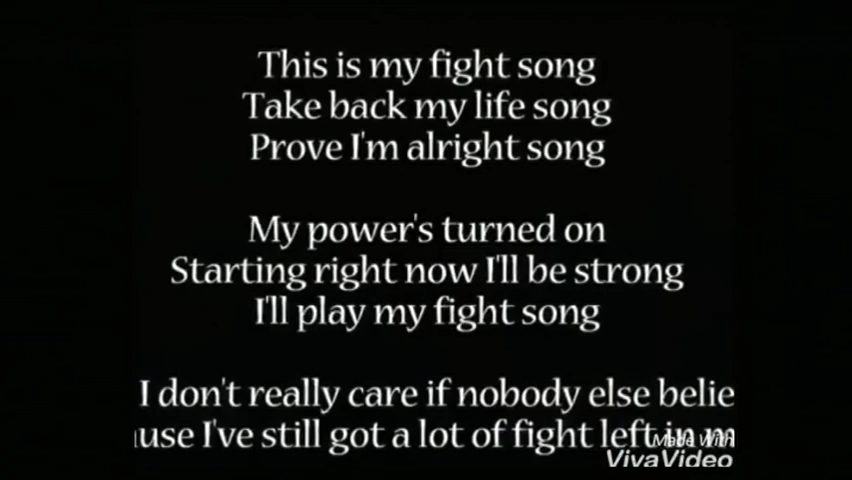 This is my fight song
Take back my life song
Prove I'm alright song
My power's turned on
Starting right now I'll be strong
I'll play my fight song
I don't really care if nobody else belie
use I've still got a lot of fight left in m
Made With
VivaVideo